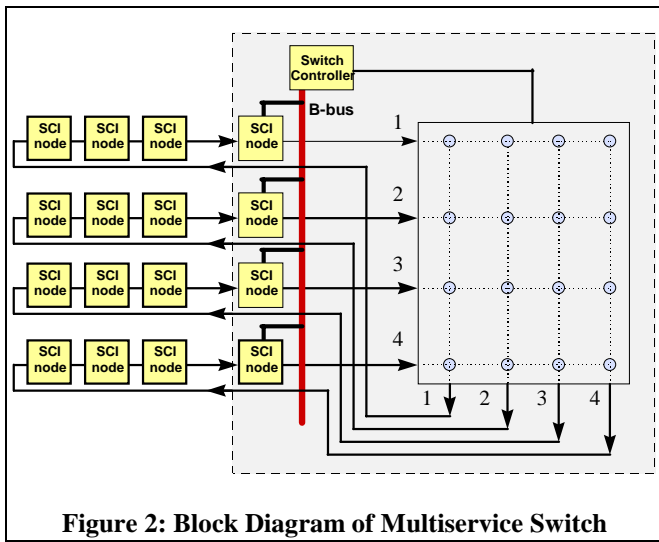 Switch
Controller
B-bus
SCI
node
SCI
node
SCI
node
SCI
node
1
SCI
node
SCI
node
SCI
node
SCI
node
2
SCI
node
SCI
node
SCI
node
SCI
node
3
SCI
node
SCI
node
SCI
node
SCI
node
4
1 2 3 4
Figure 2: Block Diagram of Multiservice Switch